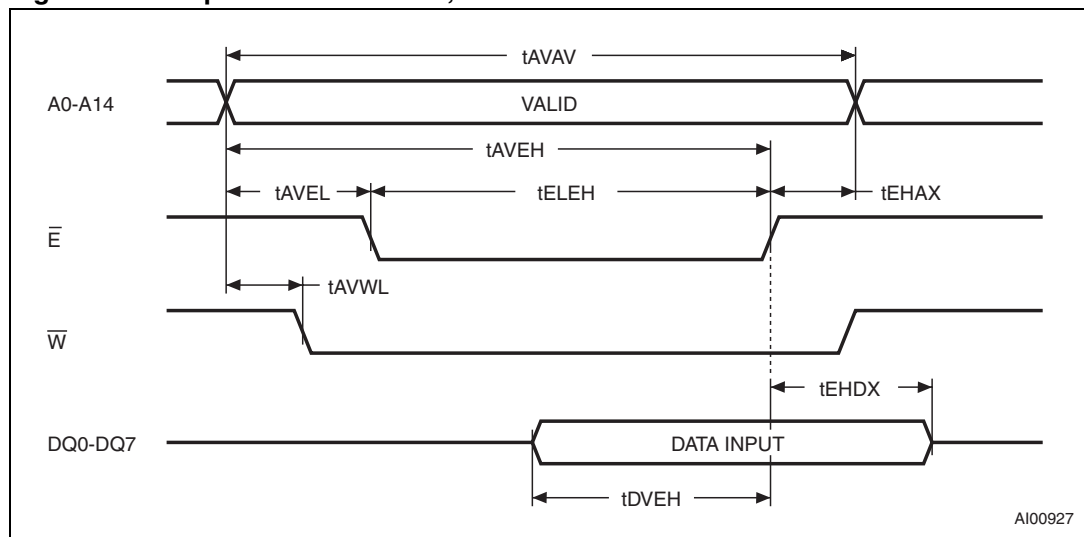 tAVAV
A0-A14
VALID
tAVEH
tAVEL
tELEH
tEHAX
E̅
tAVWL
W̅
tEHDX
DQ0-DQ7
DATA INPUT
tDVEH
AI00927